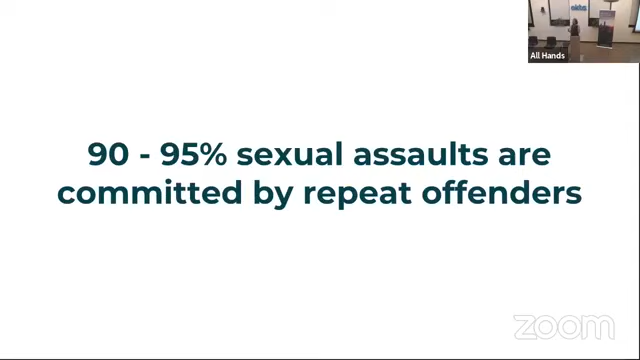 All Hands
90 - 95% sexual assaults are
committed by repeat offenders
zoom